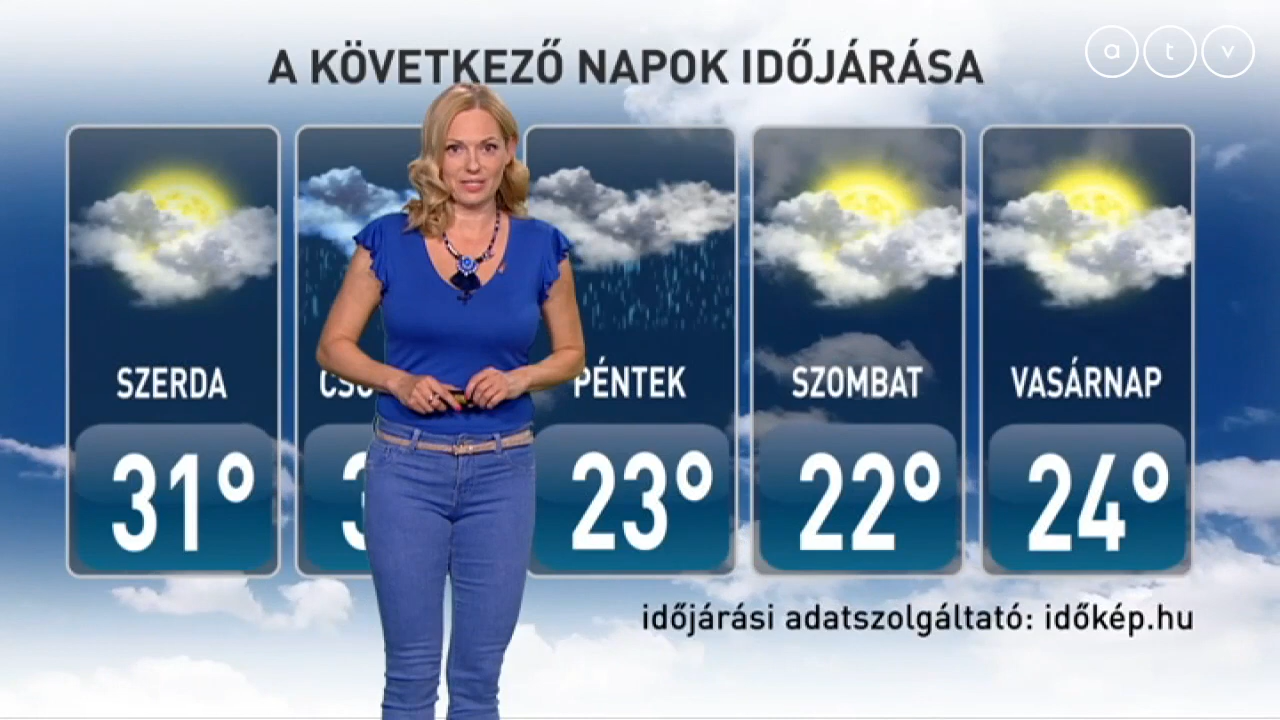 A KÖVETKEZŐ NAPOK IDŐJÁRÁSA
atv
SZERDA
PÉNTEK
SZOMBAT
VASÁRNAP
31°
23°
22°
24°
időjárási adatszolgáltató: időkép.hu